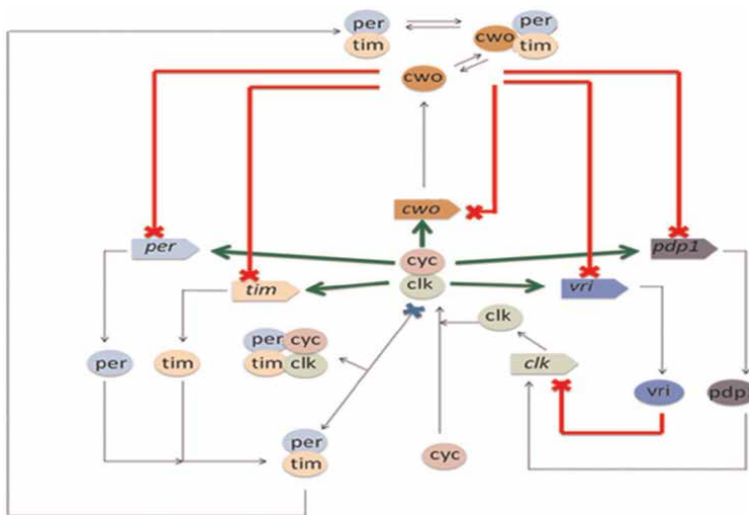 per
tim
cwo
per
tim
cwo
cwo
per
pdp1
cyc
clk
tim
vri
clk
per
cyc
tim
clk
clk
per
tim
vri
pdp
per
tim
cyc